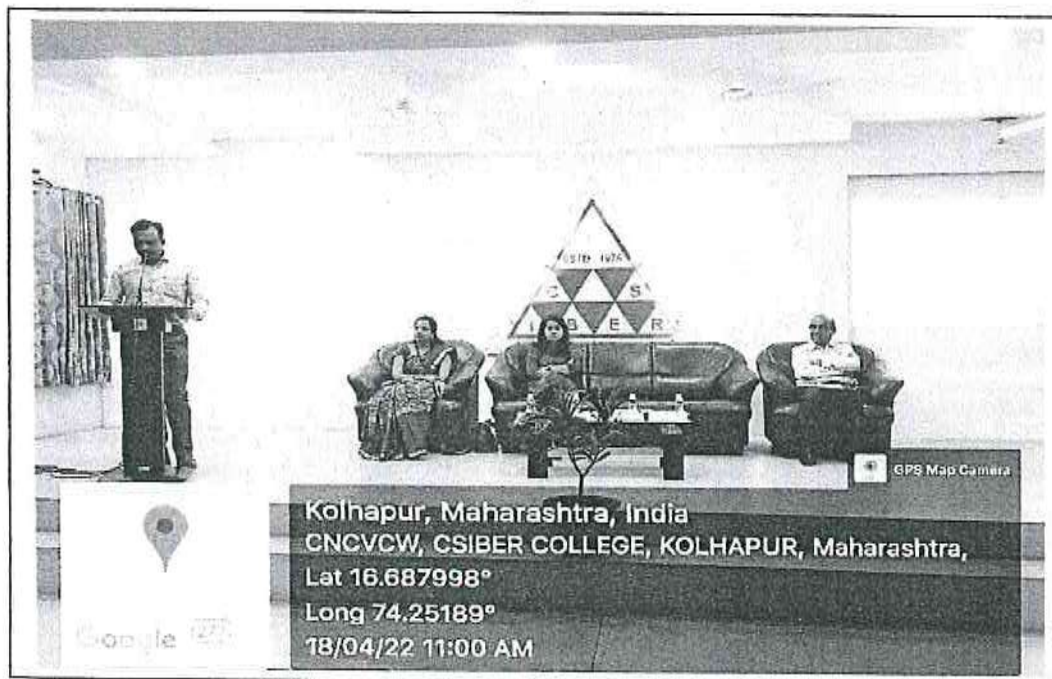 ESTD 1976
C S
I B E R
GPS Map Camera
Kolhapur, Maharashtra, India
CNCVCW, CSIBER COLLEGE, KOLHAPUR, Maharashtra,
Lat 16.687998°
Long 74.25189°
18/04/22 11:00 AM
Google